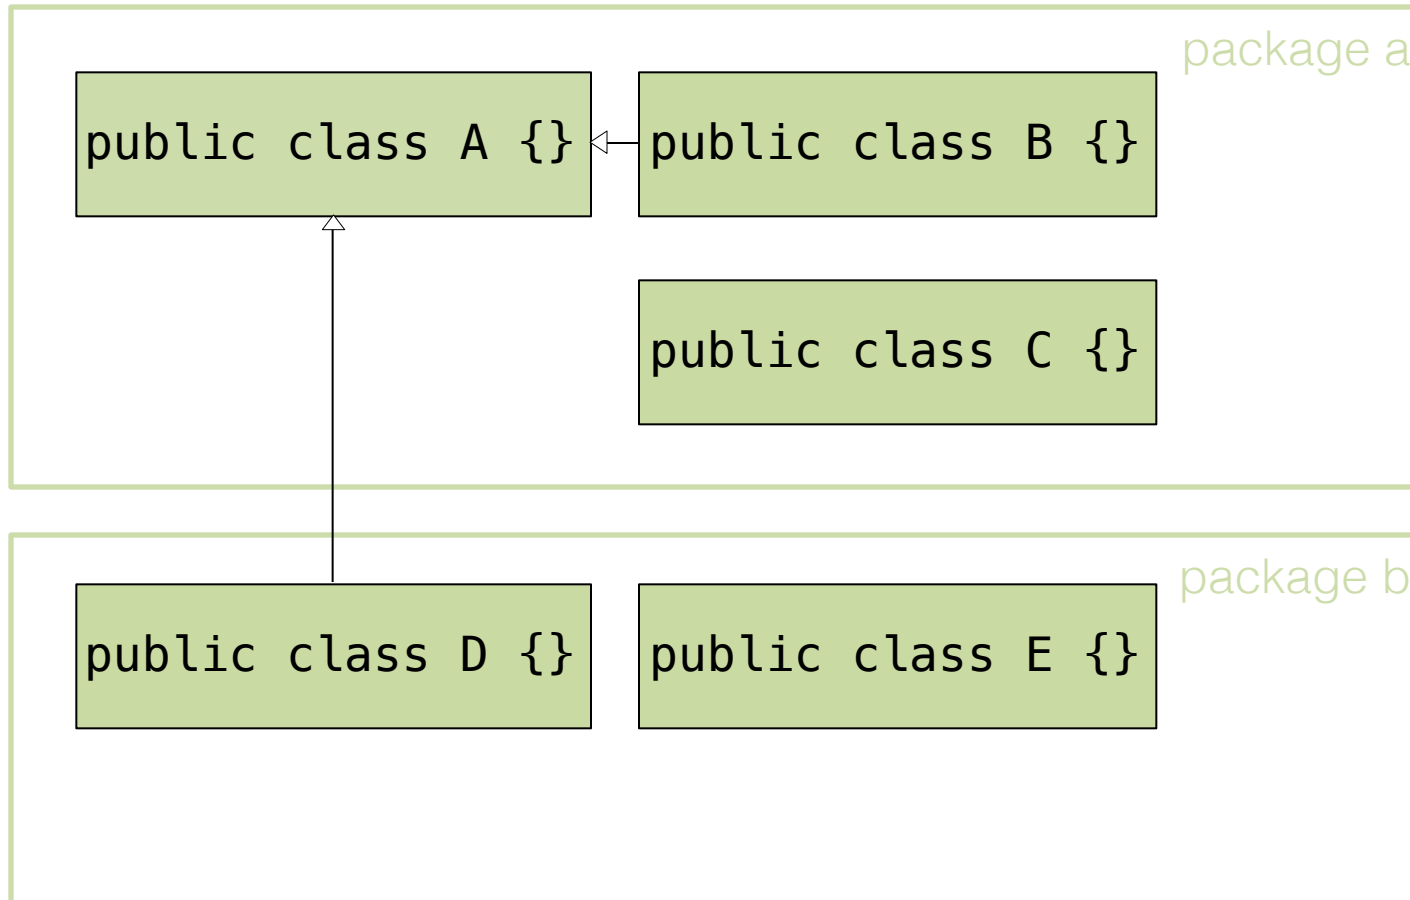 package a
public class A {}
public class B {}
public class C {}
package b
public class D {}
public class E {}